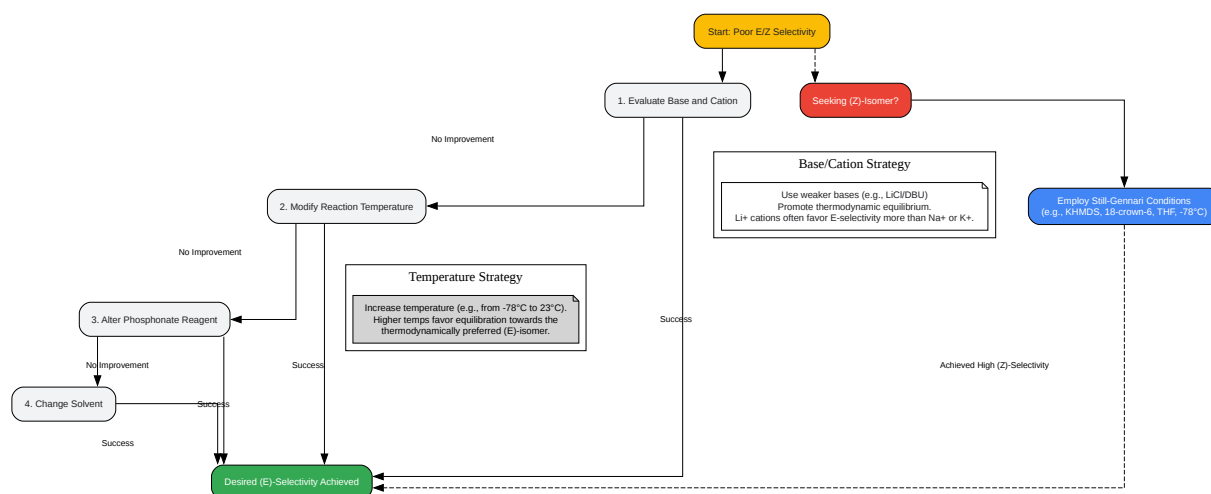 Start: Poor E/Z Selectivity
1. Evaluate Base and Cation
Seeking (Z)-Isomer?
No Improvement
Base/Cation Strategy
Use weaker bases (e.g., LiCl/DBU)
Promote thermodynamic equilibrium.
Li+ cations often favor E-selectivity more than Na+ or K+.
2. Modify Reaction Temperature
Employ Still-Gennari Conditions
(e.g., KHMDS, 18-crown-6, THF, -78°C)
No Improvement
Temperature Strategy
Increase temperature (e.g., from -78°C to 23°C).
Higher temps favor equilibration towards the
thermodynamically preferred (E)-isomer.
3. Alter Phosphonate Reagent
Success
No Improvement
Success
Achieved High (Z)-Selectivity
4. Change Solvent
Success
Success
Desired (E)-Selectivity Achieved